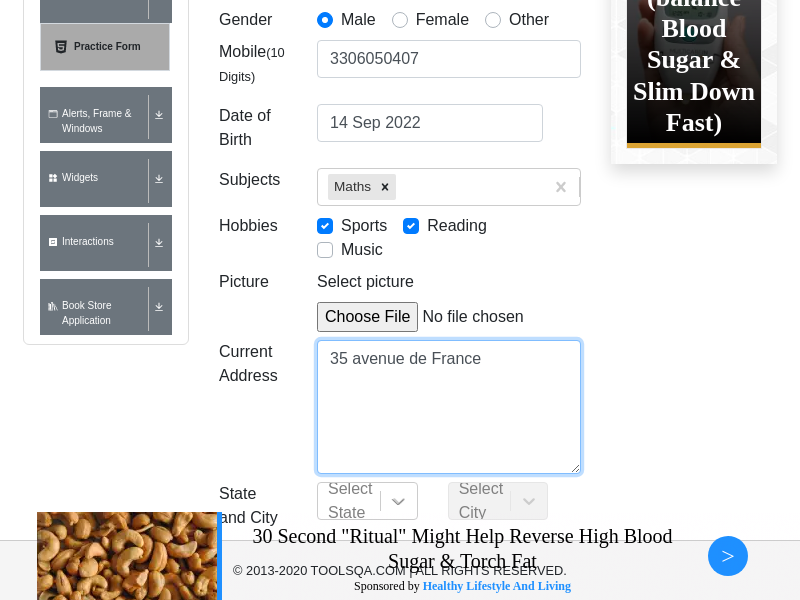 Practice Form
Alerts, Frame &
Windows
Widgets
Interactions
Book Store
Application
Gender
Male
Female
Other
Mobile(10
Digits)
3306050407
Date of
Birth
14 Sep 2022
Subjects
Maths
Hobbies
Sports
Reading
Music
Picture
Select picture
Choose File No file chosen
Current
Address
35 avenue de France
State
and City
Select
State
Select
City
(balance
Blood
Sugar &
Slim Down
Fast)
30 Second "Ritual" Might Help Reverse High Blood
Sugar & Torch Fat
© 2013-2020 TOOLSQA.COM | ALL RIGHTS RESERVED.
Sponsored by Healthy Lifestyle And Living
>